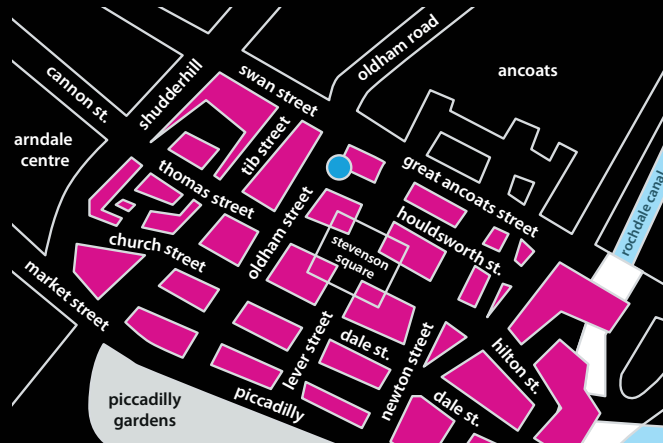 oldham road
swan street
ancoats
cannon st.
shudderhill
arndale
centre
tib street
thomas street
great ancoats street
rochdale canal
houldsworth st.
oldham street
stevenson
square
church street
market street
lever street
dale st.
newton street
hilton st.
piccadilly
gardens
piccadilly
dale st.